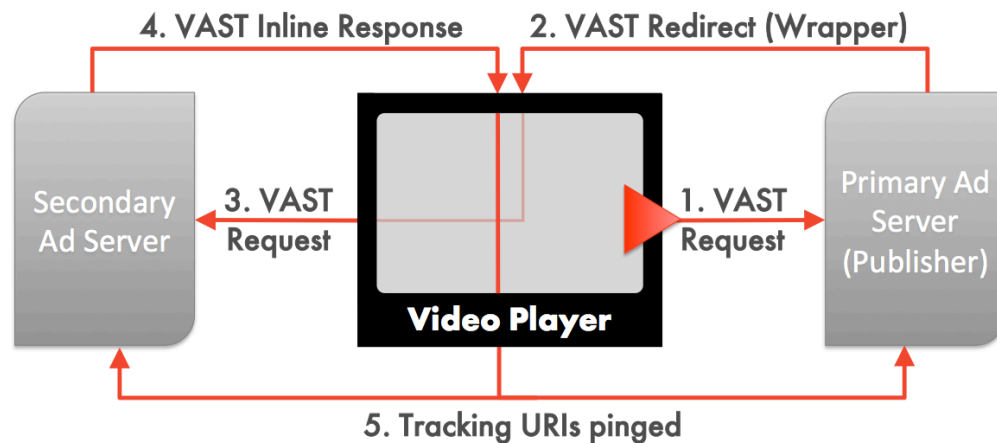 4. VAST Inline Response
2. VAST Redirect (Wrapper)
Secondary
Ad Server
3. VAST
Request
1. VAST
Request
Primary Ad
Server
(Publisher)
Video Player
5. Tracking URIs pinged